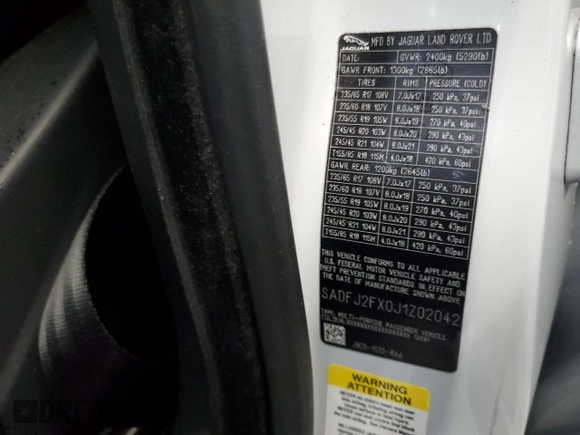 JAGUAR
MFD BY JAGUAR LAND ROVER LTD
DATE: GVWR: 2400kg (5290lb)
GAWR FRONT: 1300kg (2865lb)
TIRES RIMS PRESSURE (COLD)
235/65 R17 108V 7.0Jx17 250 kPa, 37psi
235/60 R18 107V 8.0Jx18 250 kPa, 37psi
235/55 R19 105W 8.0Jx19 270 kPa, 40psi
245/45 R20 103W 8.0Jx20 290 kPa, 43psi
245/45 R21 104W 8.0Jx21 290 kPa, 43psi
T155/85 R18 115M 4.0Jx18 420 kPa, 60psi
GAWR REAR: 1200kg (2645lb)
235/65 R17 108V 7.0Jx17 250 kPa, 37psi
235/60 R18 107V 8.0Jx18 250 kPa, 37psi
235/55 R19 105W 8.0Jx19 270 kPa, 40psi
245/45 R20 103W 8.0Jx20 290 kPa, 43psi
245/45 R21 104W 8.0Jx21 290 kPa, 43psi
T155/85 R18 115M 4.0Jx18 420 kPa, 60psi
THIS VEHICLE CONFORMS TO ALL APPLICABLE
U.S. FEDERAL MOTOR VEHICLE SAFETY AND
THEFT PREVENTION STANDARDS IN EFFECT ON
THE DATE OF MANUFACTURE SHOWN ABOVE.
SADFJ2FX0J1Z02042
TYPE: MULTI-PURPOSE PASSENGER VEHICLE
WARNING
ATTENTION